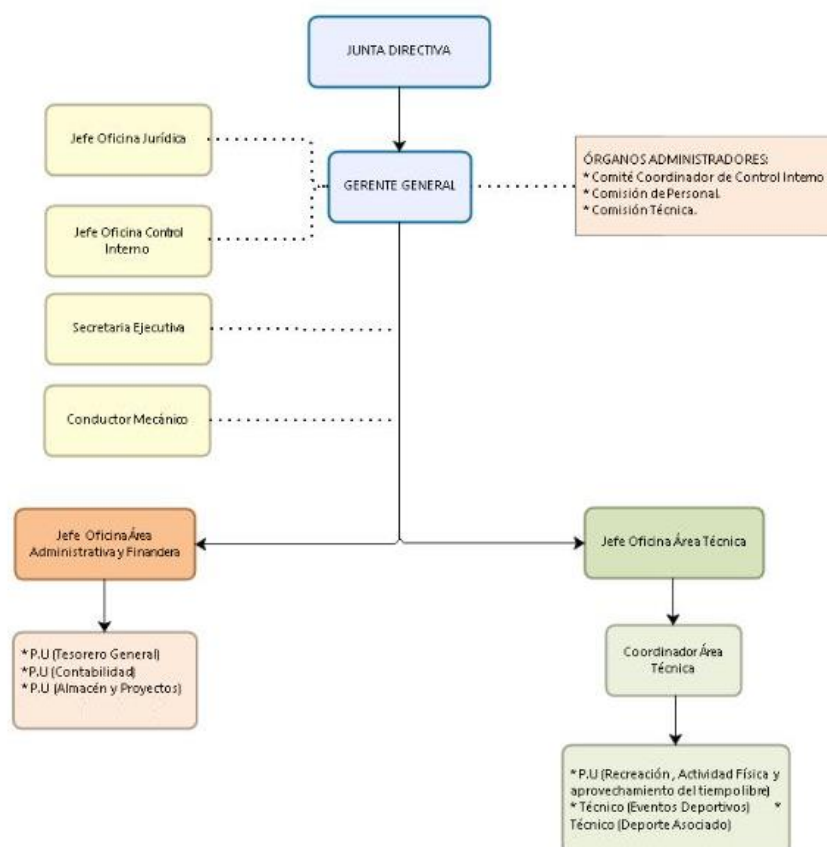 JUNTA DIRECTIVA
Jefe Oficina Jurídica
GERENTE GENERAL
ÓRGANOS ADMINISTRADORES:
* Comité Coordinador de Control Interno
* Comisión de Personal.
* Comisión Técnica.
Jefe Oficina Control
Interno
Secretaria Ejecutiva
Conductor Mecánico
Jefe Oficina Área
Administrativa y Financiera
Jefe Oficina Área Técnica
* P.U (Tesorero General)
*P.U (Contabilidad)
* P.U (Almacén y Proyectos)
Coordinador Área
Técnica
* P.U (Recreación , Actividad Física y
aprovechamiento del tiempo libre)
* Técnico (Eventos Deportivos) *
Técnico (Deporte Asociado)